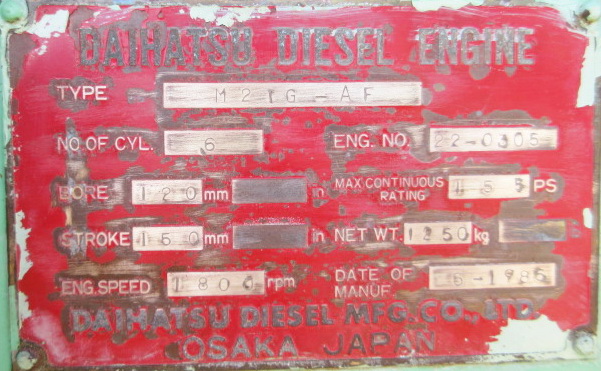 DAIHATSU DIESEL ENGINE
TYPE M21G-AF
NO.OF CYL. 6 ENG. NO. 22-0305
BORE 120 mm in MAX.CONTINUOUS RATING 155 PS
STROKE 150 mm in NET WT. 1250 kg
ENG.SPEED 1800 rpm DATE OF MANUF. 6-1986
DAIHATSU DIESEL MFG.CO.,LTD.
OSAKA JAPAN